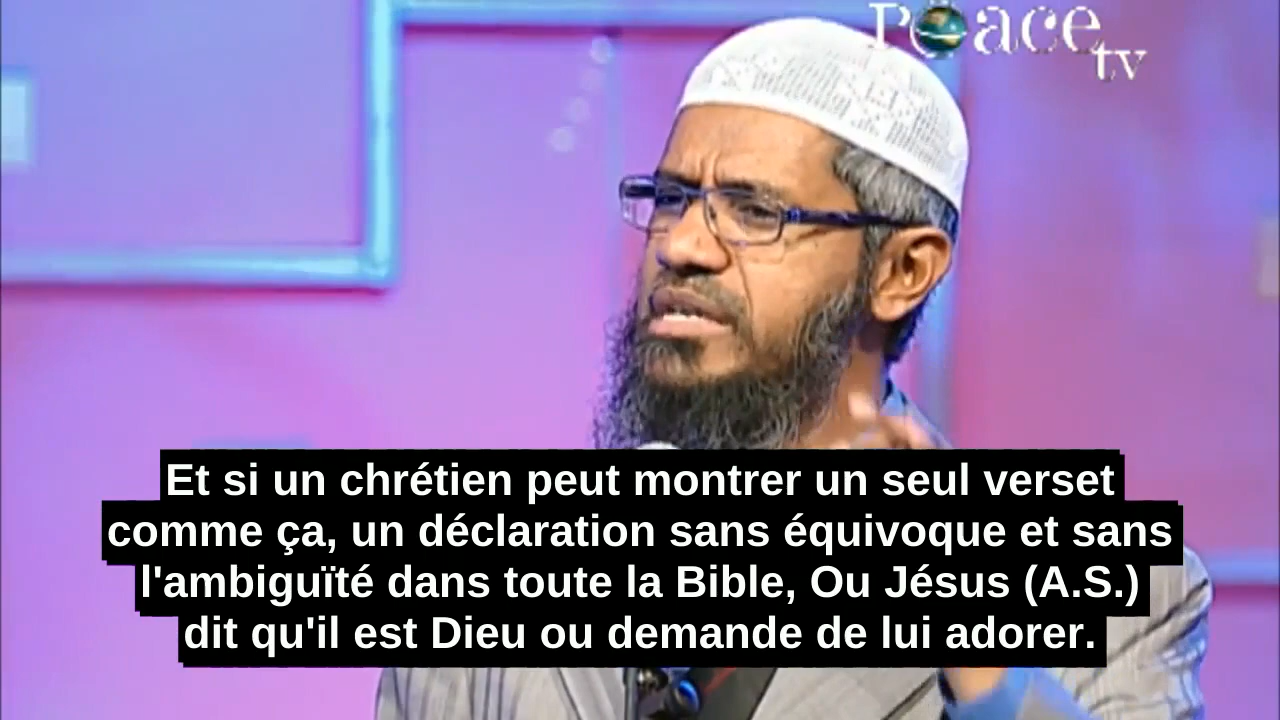 Peace
tv
Et si un chrétien peut montrer un seul verset
comme ça, un déclaration sans équivoque et sans
l'ambiguïté dans toute la Bible, Ou Jésus (A.S.)
dit qu'il est Dieu ou demande de lui adorer.